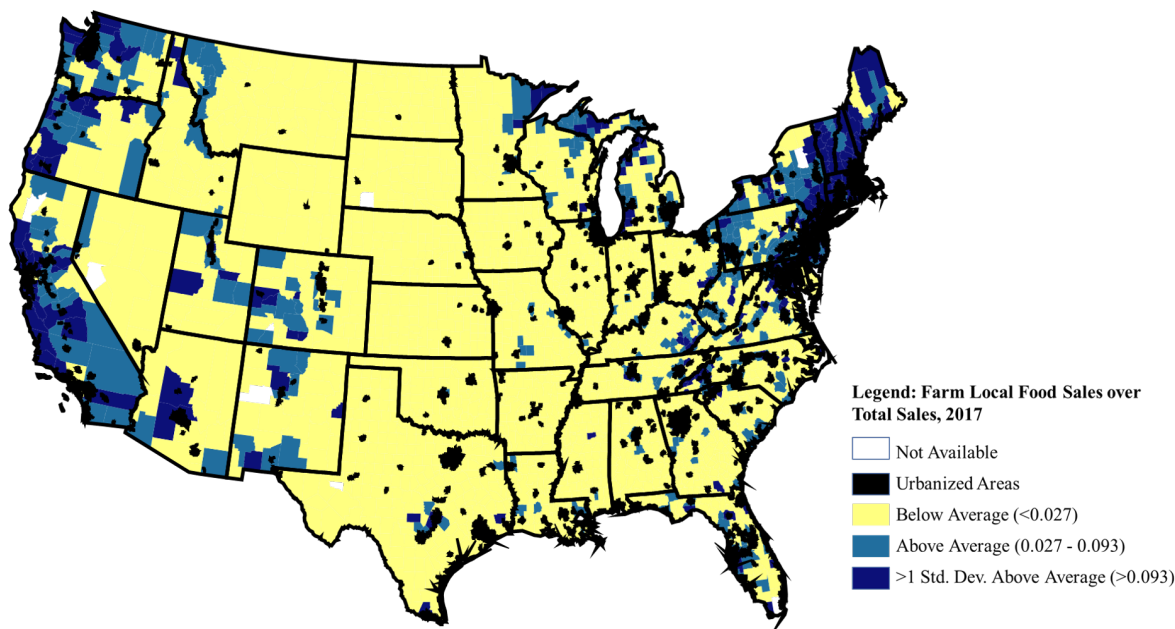 Legend: Farm Local Food Sales over
Total Sales, 2017
Not Available
Urbanized Areas
Below Average (<0.027)
Above Average (0.027 - 0.093)
>1 Std. Dev. Above Average (>0.093)